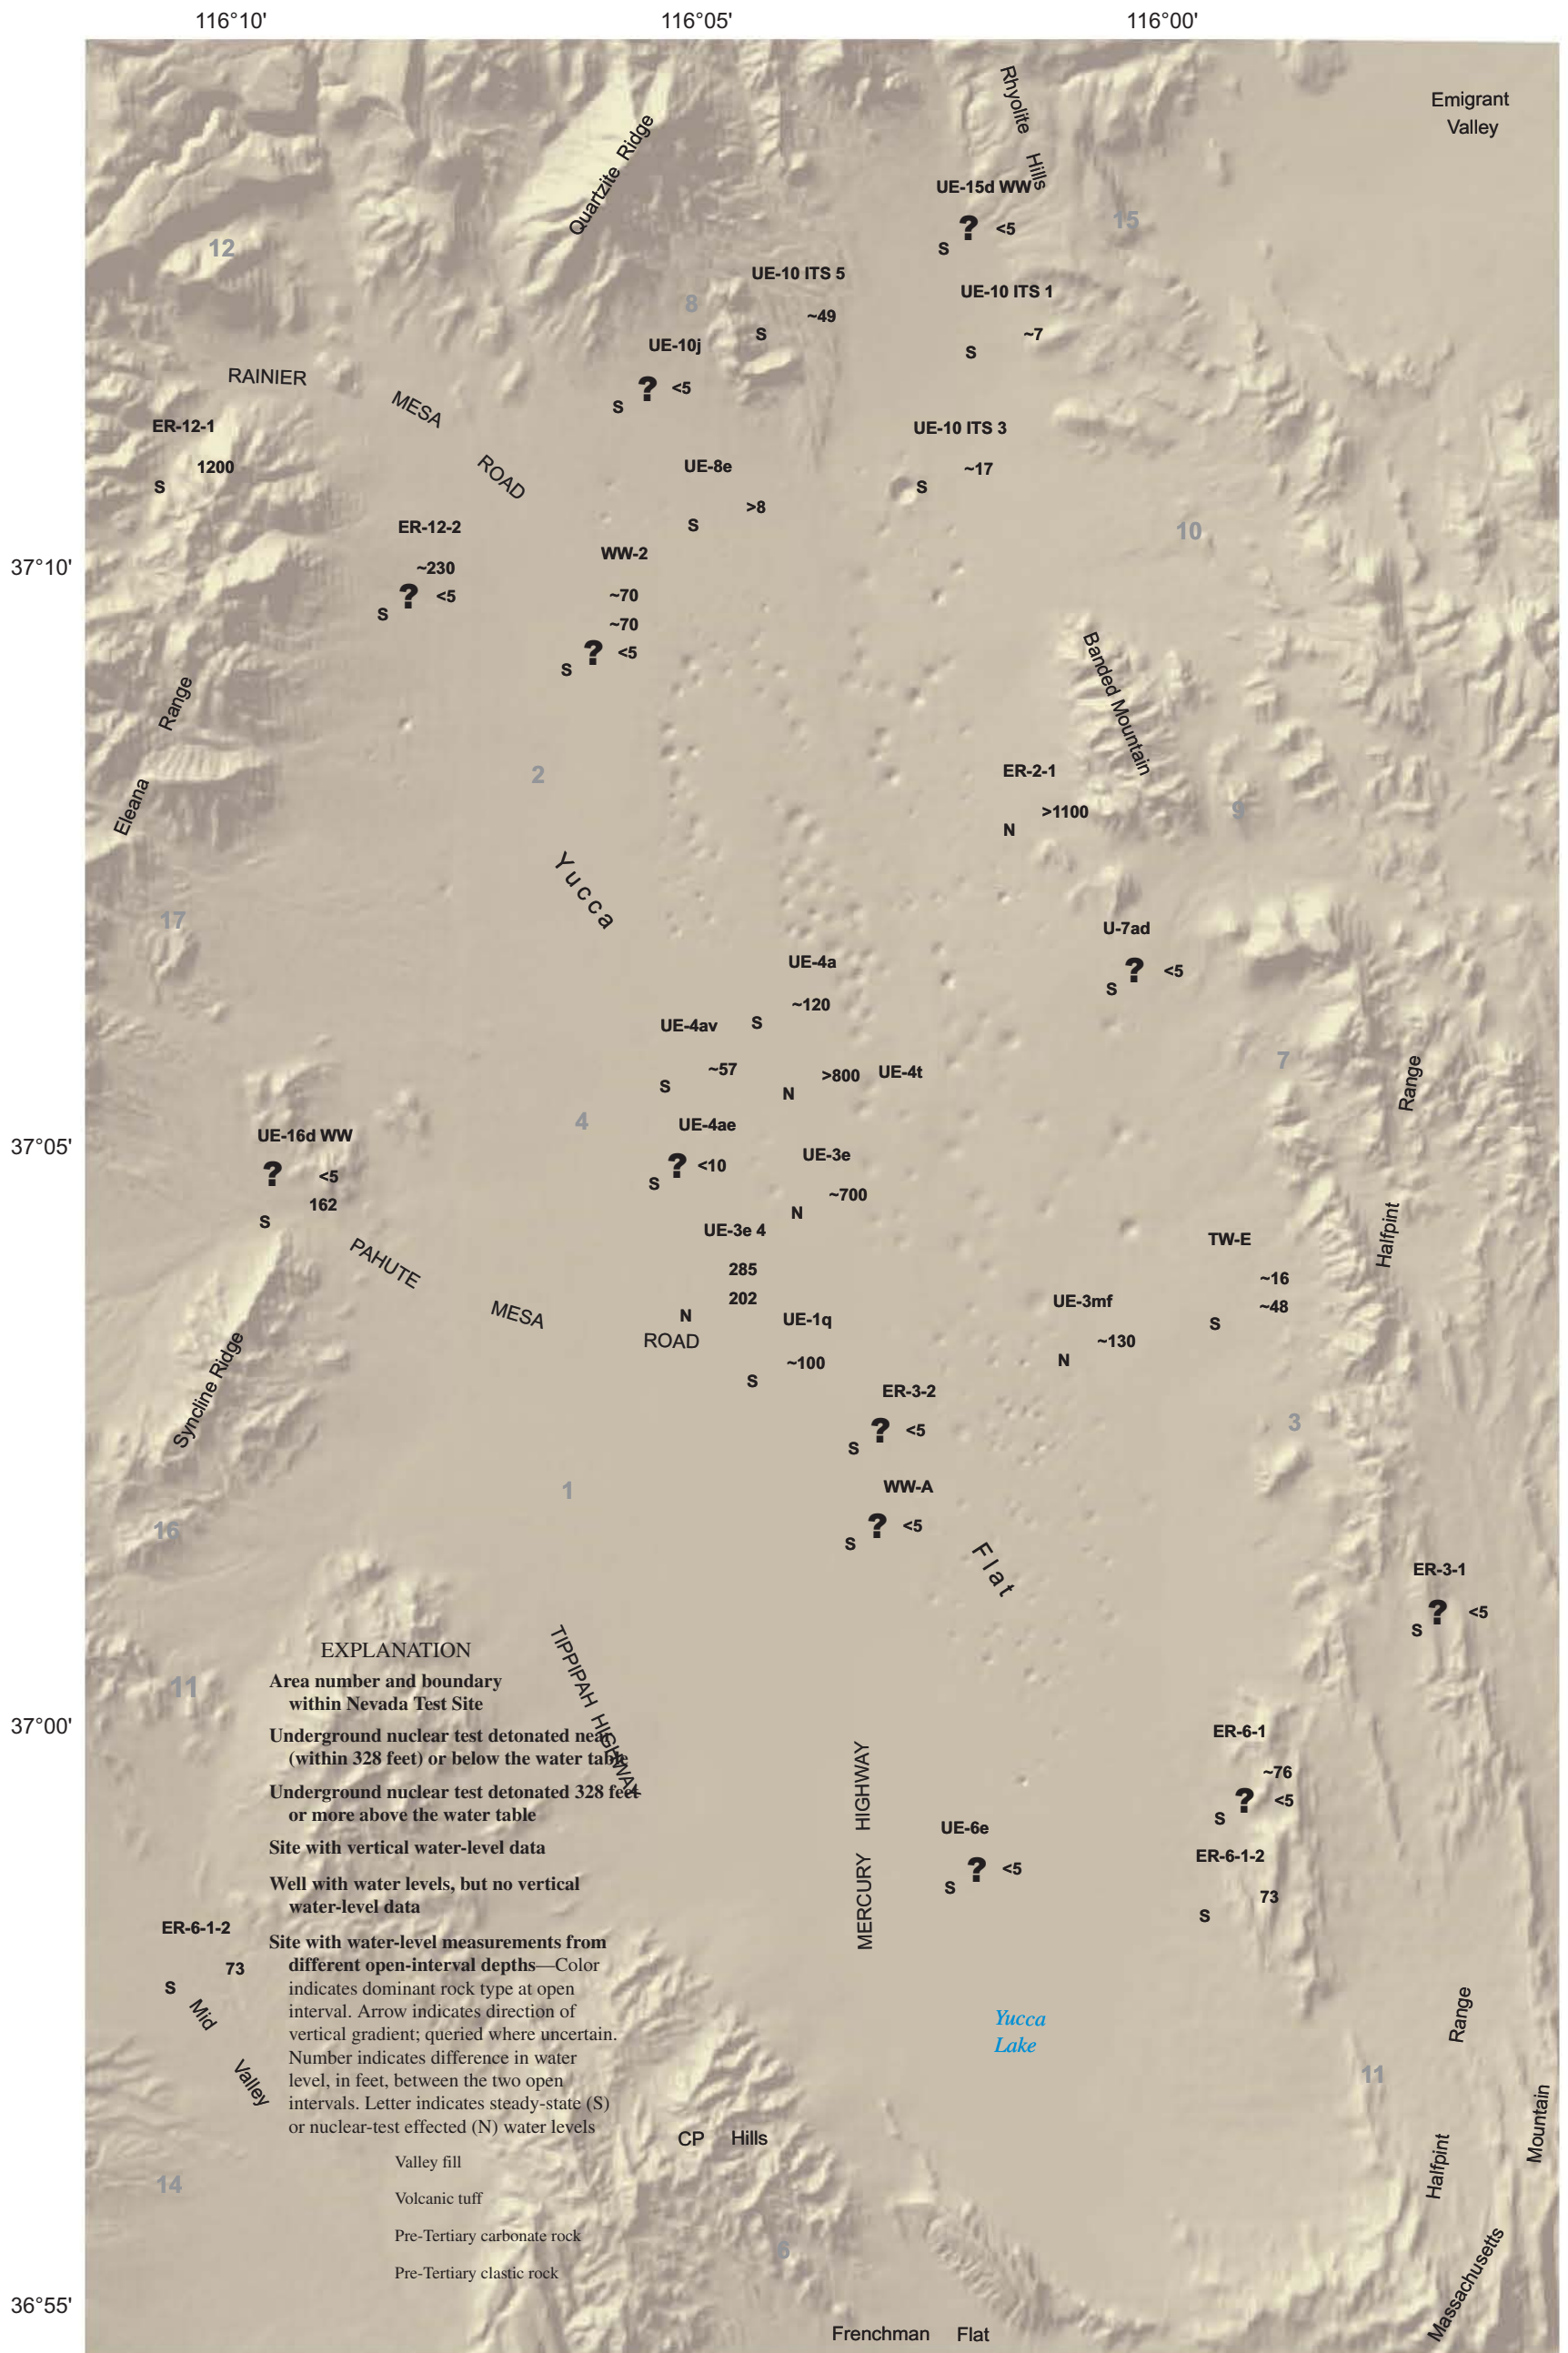 116°10'
116°05'
116°00'
Rhyolite Hills
Emigrant
Valley
Quartzite Ridge
UE-15d WW
? <5
S
15
12
UE-10 ITS 5
~49
S
UE-10 ITS 1
~7
S
8
UE-10j
? <5
S
RAINIER MESA ROAD
ER-12-1
1200
S
UE-10 ITS 3
~17
S
UE-8e
>8
S
ER-12-2
~230
? <5
S
10
WW-2
~70
~70
? <5
S
37°10'
Banded Mountain
Eleana Range
2
ER-2-1
>1100
N
9
Yucca
17
U-7ad
? <5
S
UE-4a
~120
S
UE-4av
~57
S
>800 UE-4t
N
7
Range
4
UE-4ae
? <10
S
37°05'
UE-16d WW
? <5
162
S
UE-3e
~700
N
Halfpint
UE-3e 4
285
202
N
TW-E
~16
~48
S
PAHUTE MESA ROAD
UE-1q
~100
S
UE-3mf
~130
N
Syncline Ridge
ER-3-2
? <5
S
3
1
WW-A
? <5
S
16
Flat
ER-3-1
? <5
S
TIPPIPAH HIGHWAY
EXPLANATION
Area number and boundary
within Nevada Test Site
11
37°00'
Underground nuclear test detonated near
(within 328 feet) or below the water table
Underground nuclear test detonated 328 feet
or more above the water table
Site with vertical water-level data
Well with water levels, but no vertical
water-level data
ER-6-1-2
73
S
Site with water-level measurements from
different open-interval depths—Color
indicates dominant rock type at open
interval. Arrow indicates direction of
vertical gradient; queried where uncertain.
Number indicates difference in water
level, in feet, between the two open
intervals. Letter indicates steady-state (S)
or nuclear-test effected (N) water levels
Valley fill
Volcanic tuff
Pre-Tertiary carbonate rock
Pre-Tertiary clastic rock
MERCURY HIGHWAY
ER-6-1
~76
? <5
S
UE-6e
? <5
S
ER-6-1-2
73
S
Mid Valley
Yucca
Lake
Range
11
Halfpint
Mountain
CP Hills
14
6
Massachusetts
36°55'
Frenchman Flat